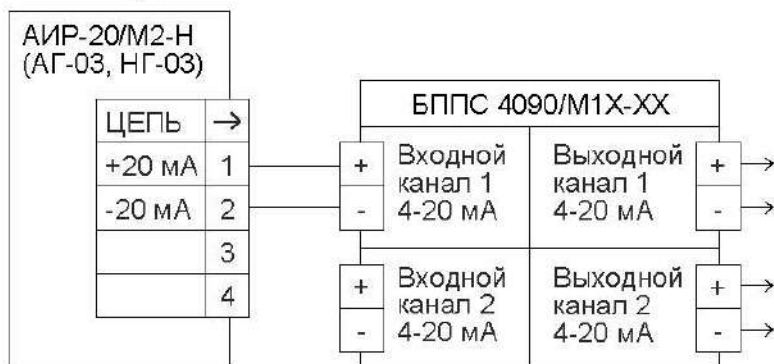 АИР-20/М2-Н
(АГ-03, НГ-03)
ЦЕПЬ →
+20 мА 1
-20 мА 2
3
4
БППС 4090/М1Х-ХХ
+ Входной
канал 1
- 4-20 мА
Выходной +
канал 1
4-20 мА -
+ Входной
канал 2
- 4-20 мА
Выходной +
канал 2
4-20 мА -